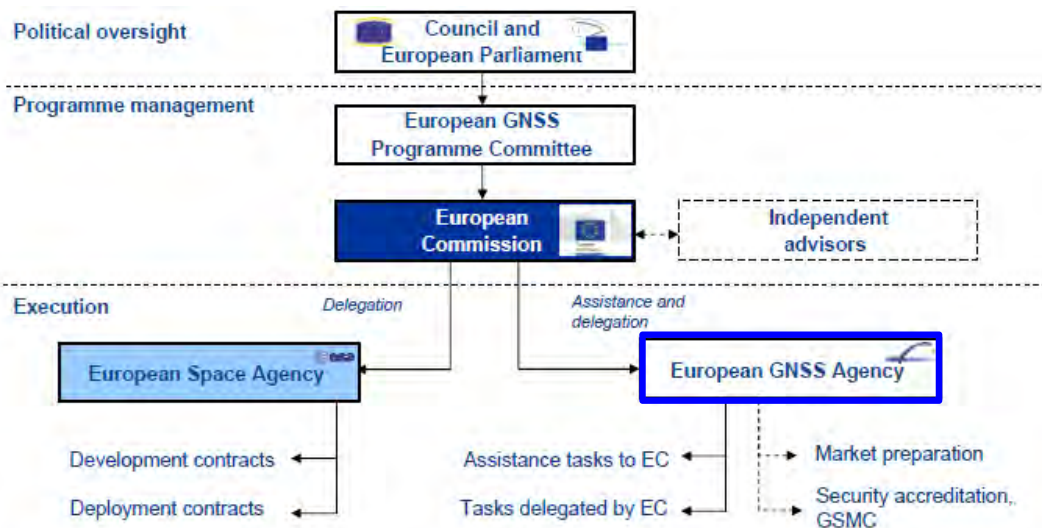 Political oversight
Council and
European Parliament
Programme management
European GNSS
Programme Committee
European
Commission
Independent
advisors
Execution
Delegation
Assistance and
delegation
esa
European Space Agency
European GNSS Agency
Development contracts
Deployment contracts
Assistance tasks to EC
Tasks delegated by EC
Market preparation
Security accreditation,
GSMC